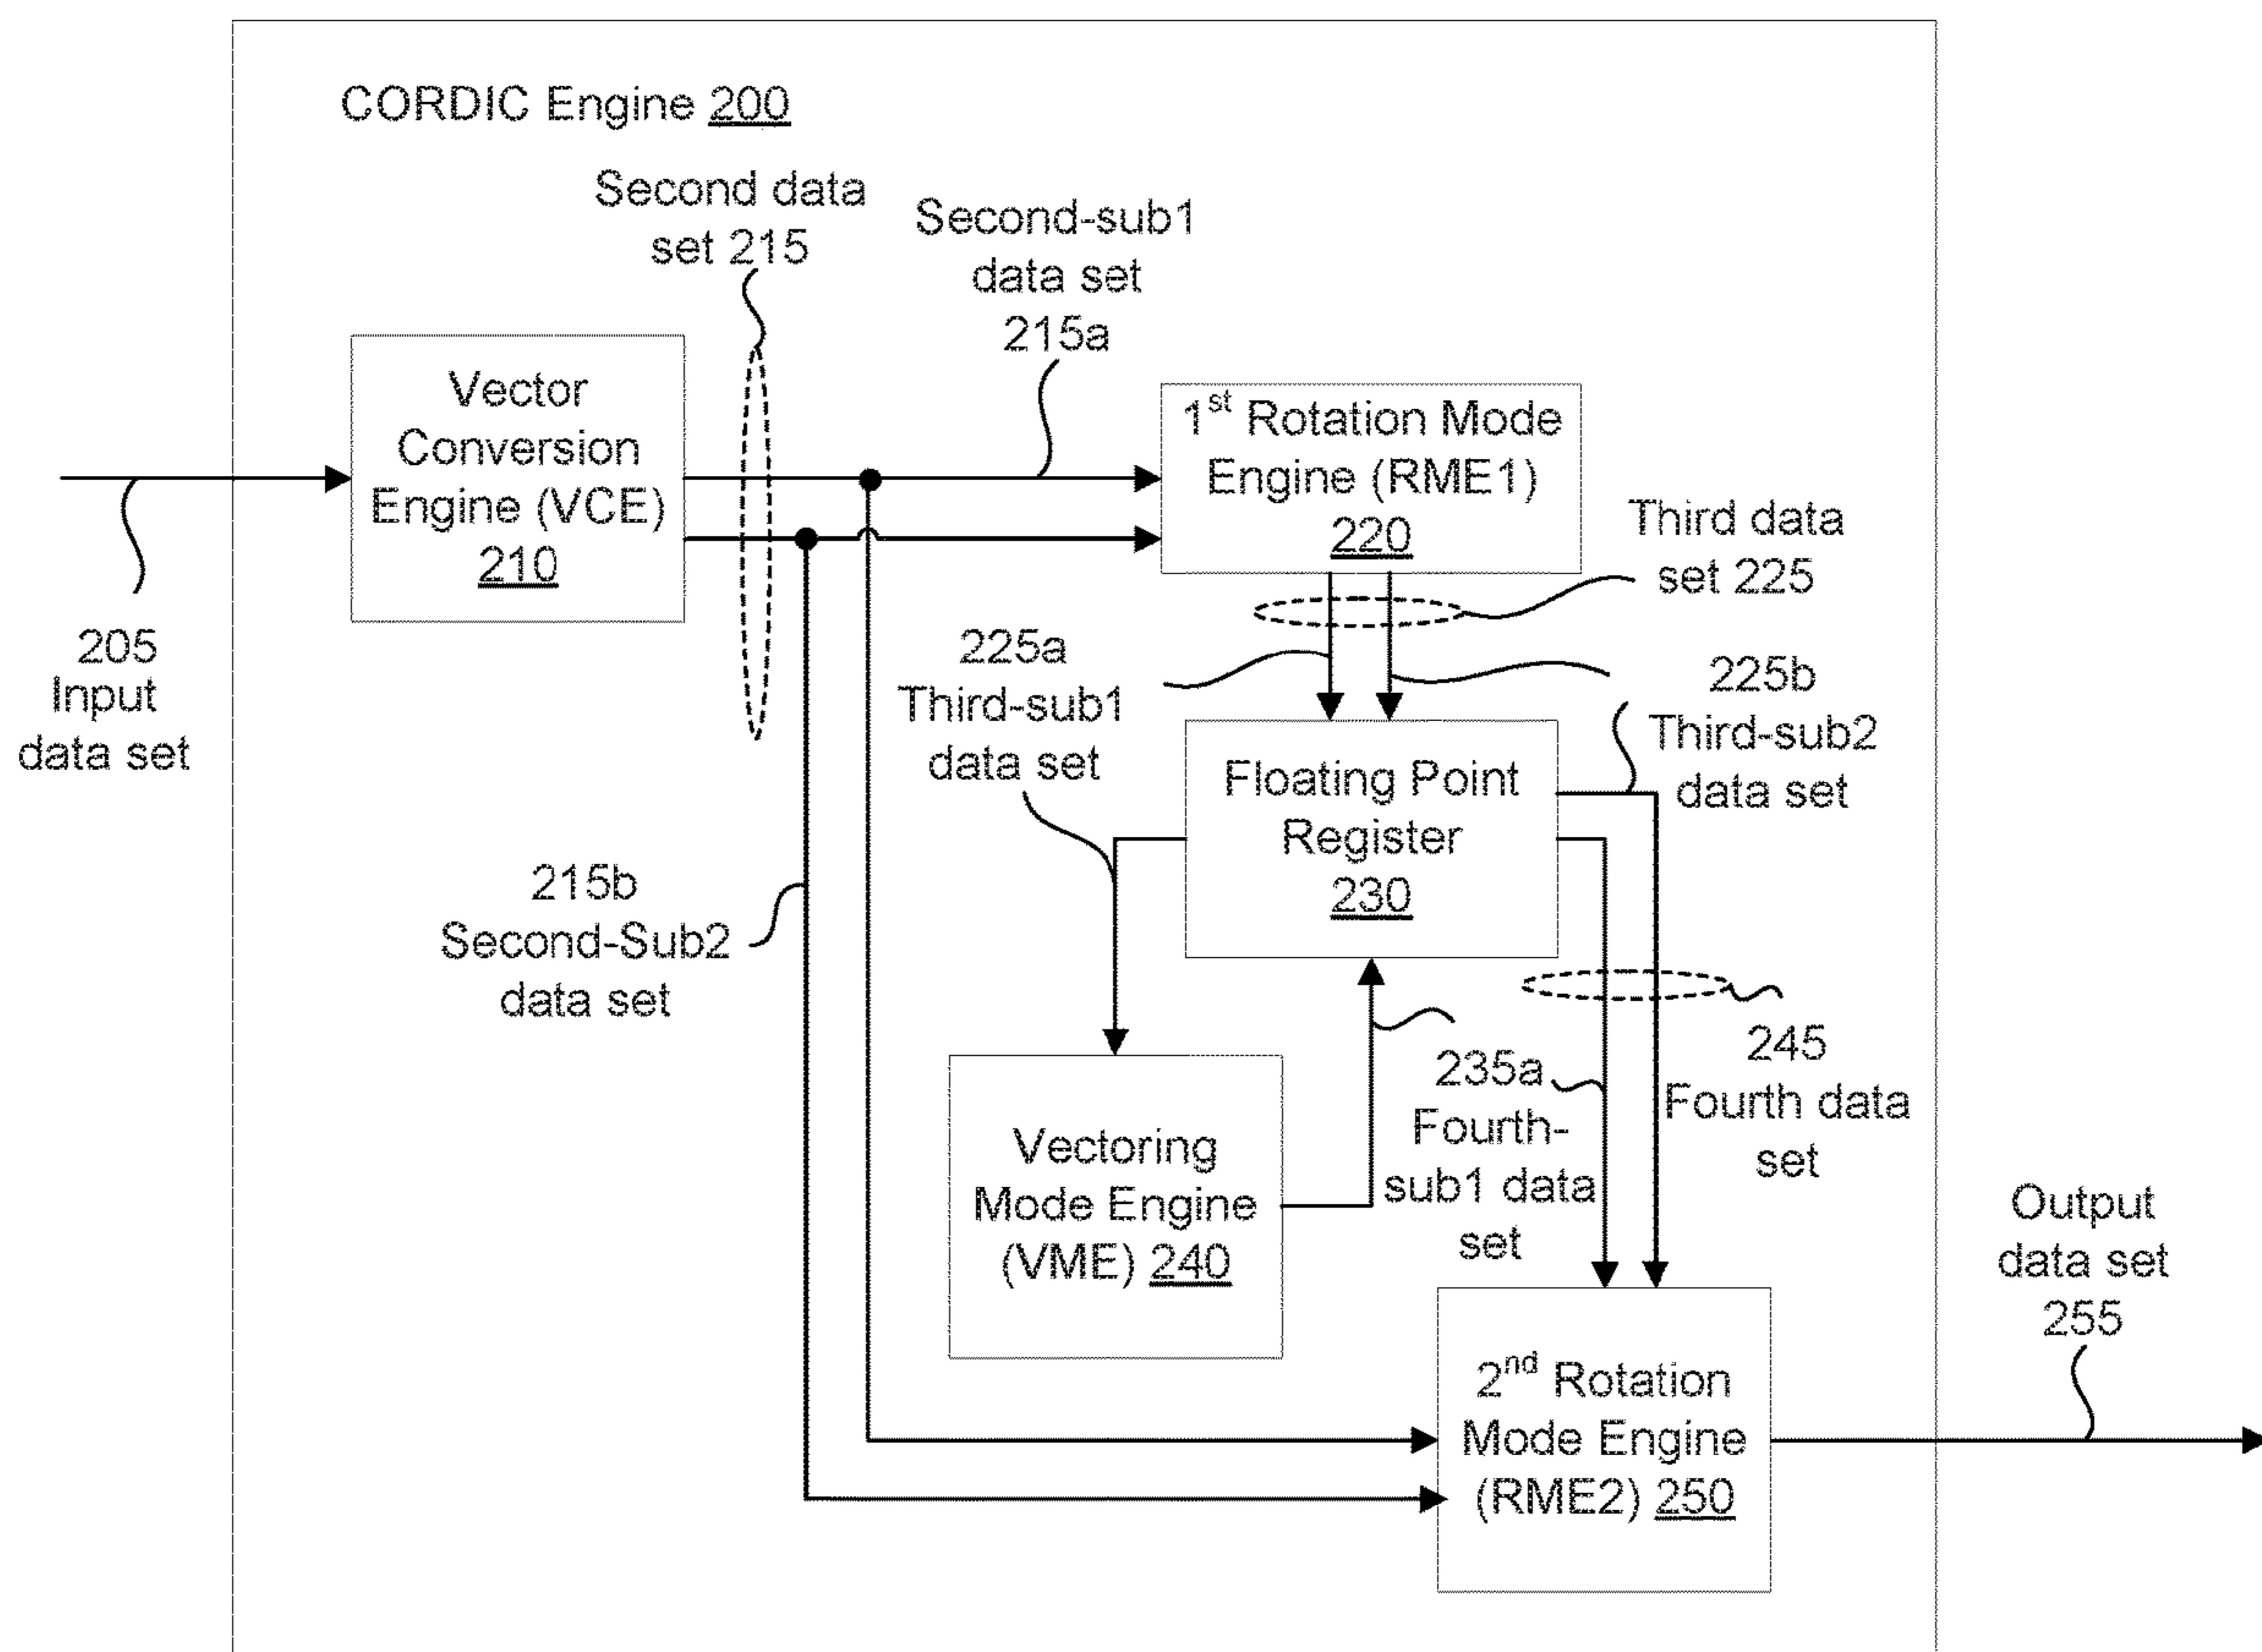 CORDIC Engine 200
Second data
set 215
Second-sub1
data set
215a
Vector
Conversion
Engine (VCE)
210
1st Rotation Mode
Engine (RME1)
220
Third data
set 225
205
Input
data set
225a
Third-sub1
data set
225b
Third-sub2
data set
Floating Point
Register
230
215b
Second-Sub2
data set
235a
Fourth-
sub1 data
set
245
Fourth data
set
Vectoring
Mode Engine
(VME) 240
Output
data set
255
2nd Rotation
Mode Engine
(RME2) 250